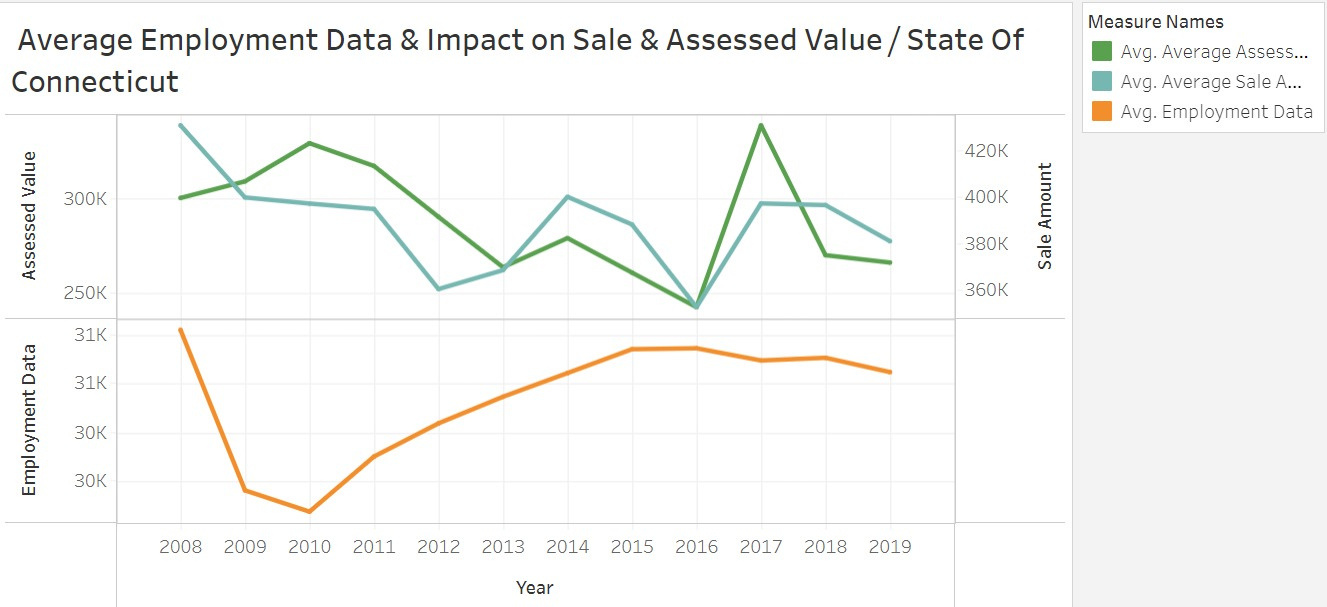 Average Employment Data & Impact on Sale & Assessed Value / State Of
Connecticut
Measure Names
Avg. Average Assess...
Avg. Average Sale A...
Avg. Employment Data
Assessed Value
300K
250K
420K
400K
380K
360K
Sale Amount
Employment Data
31K
31K
30K
30K
2008 2009 2010 2011 2012 2013 2014 2015 2016 2017 2018 2019
Year